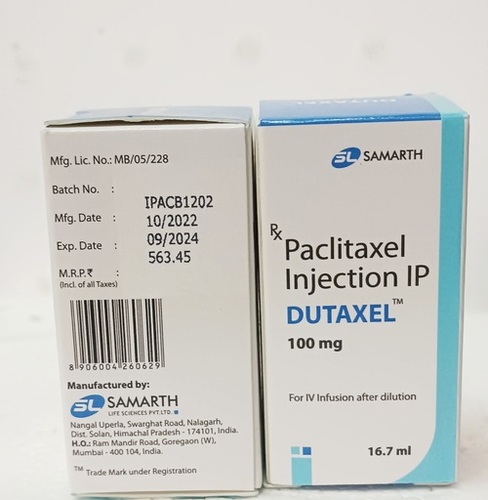 Mfg. Lic. No.: MB/05/228
Batch No. : IPACB1202
Mfg. Date : 10/2022
Exp. Date : 09/2024
M.R.P.₹ : 563.45
(Incl. of all Taxes)
8 906004 260629
Manufactured by:
SL SAMARTH
LIFE SCIENCES PVT. LTD.
Nangal Uperla, Swarghat Road, Nalagarh,
Dist. Solan, Himachal Pradesh - 174101, India.
H.O.: Ram Mandir Road, Goregaon (W),
Mumbai - 400 104, India.
TM Trade Mark under Registration
DUTAXEL
SL SAMARTH
Rx
Paclitaxel
Injection IP
DUTAXEL™
100 mg
For IV Infusion after dilution
16.7 ml